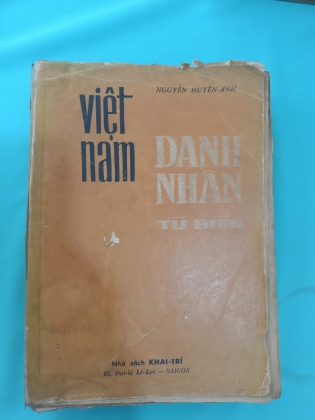 NGUYỄN HUYỀN-ANH
việt
nam
DANH
NHÂN
TỪ ĐIỂN
Nhà sách KHAI-TRÍ
62, Đại-lộ Lê-Lợi — SAIGON